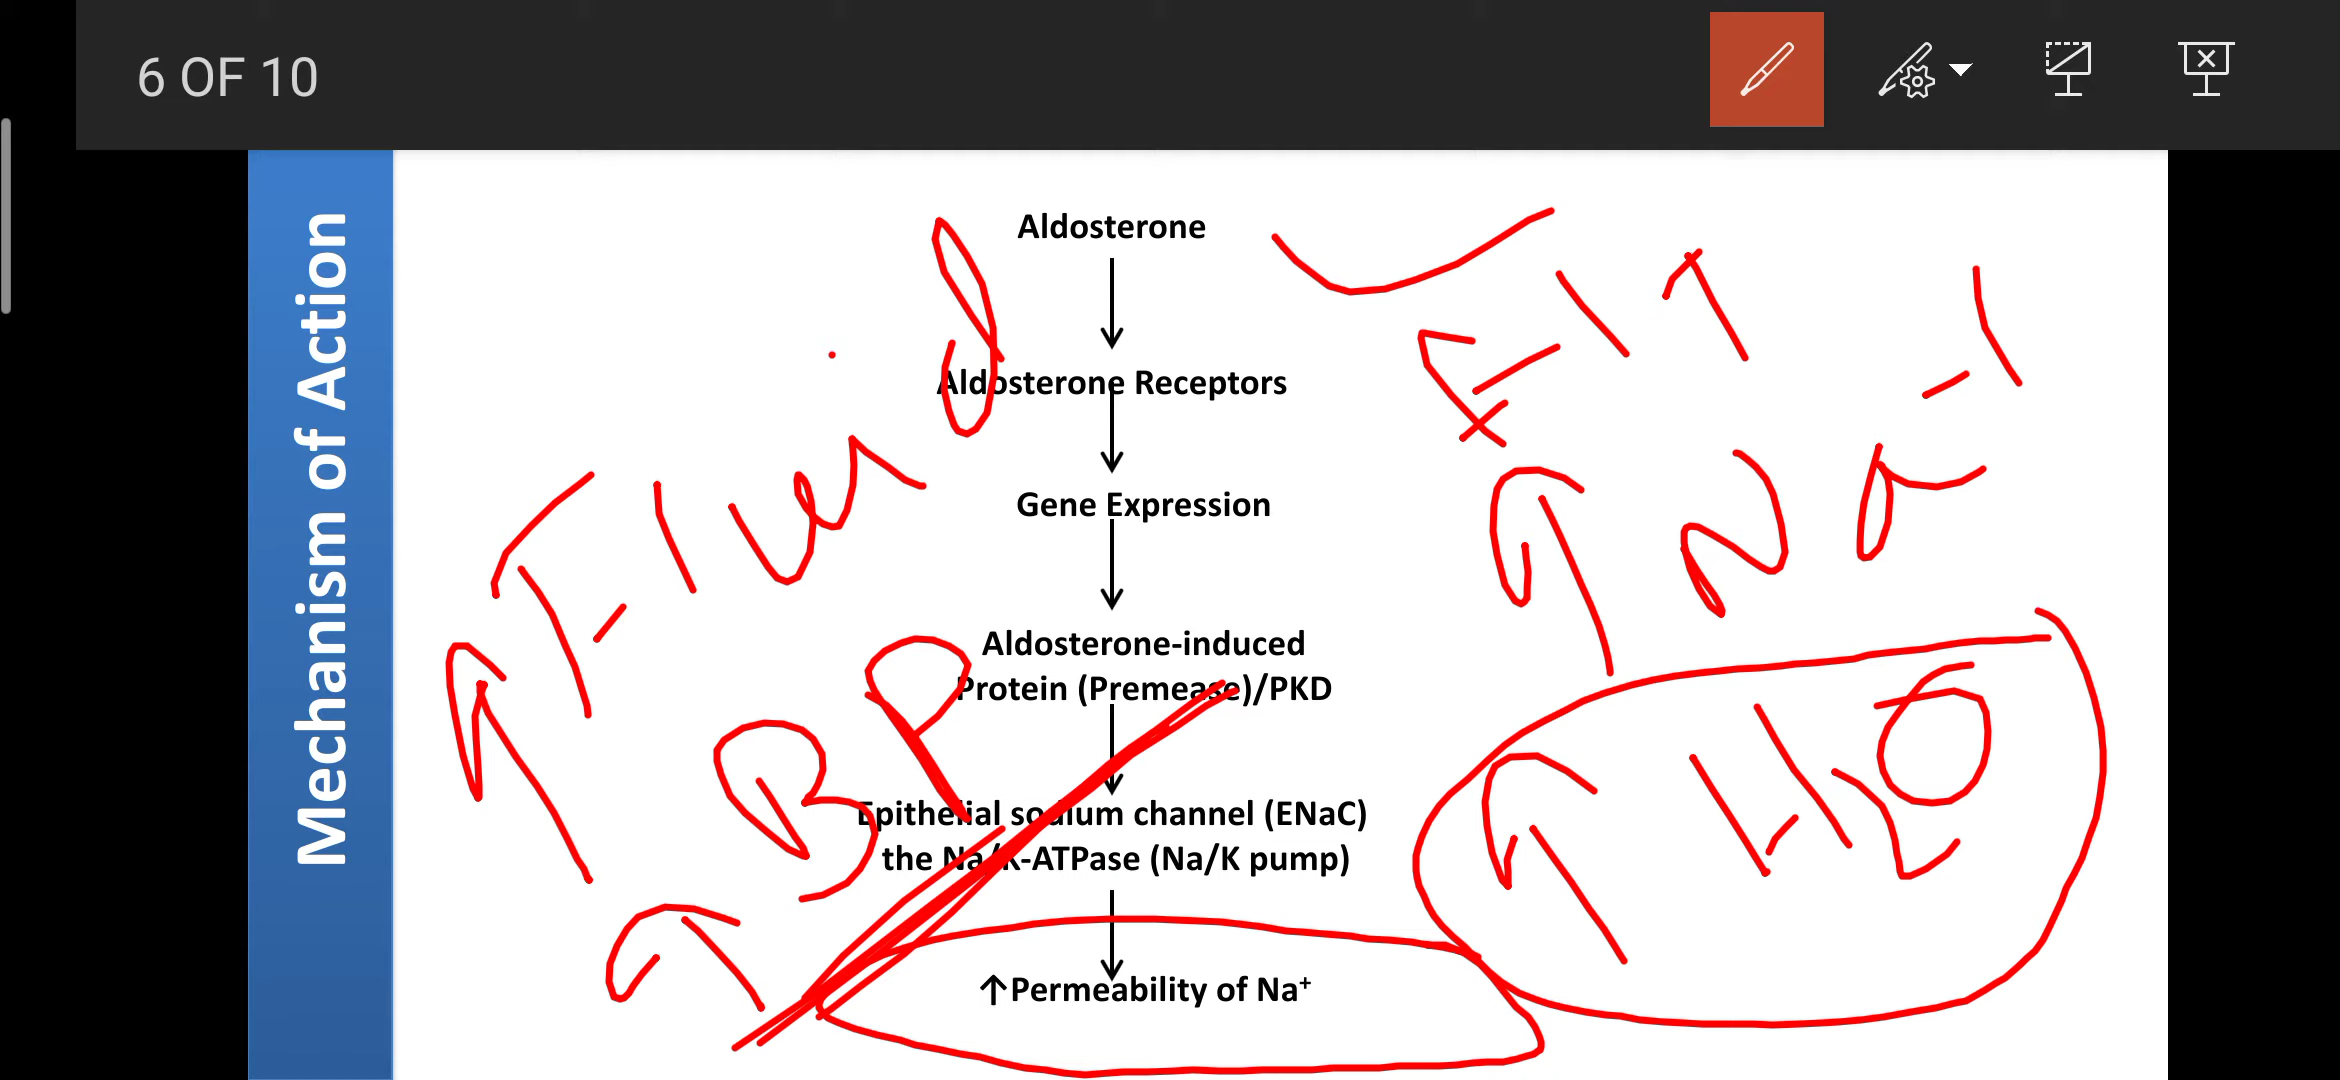 6 OF 10
Mechanism of Action
Aldosterone
Aldosterone Receptors
Gene Expression
Aldosterone-induced
Protein (Premease)/PKD
Epithelial sodium channel (ENaC)
the Na/K-ATPase (Na/K pump)
↑Permeability of Na⁺
↑ Fluid
↑ BP
↑ Na
↑ H₂O